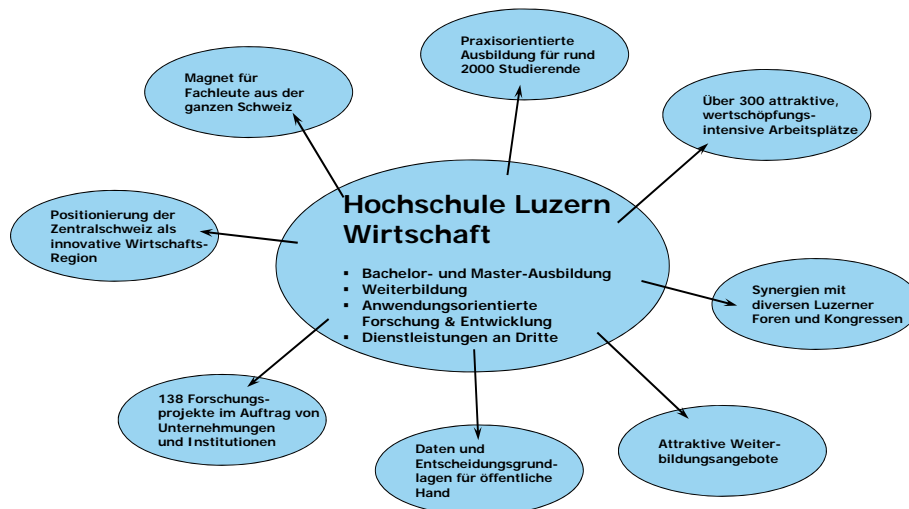 Praxisorientierte
Ausbildung für rund
2000 Studierende
Magnet für
Fachleute aus der
ganzen Schweiz
Über 300 attraktive,
wertschöpfungs-
intensive Arbeitsplätze
Hochschule Luzern
Wirtschaft
▪ Bachelor- und Master-Ausbildung
▪ Weiterbildung
▪ Anwendungsorientierte
Forschung & Entwicklung
▪ Dienstleistungen an Dritte
Positionierung der
Zentralschweiz als
innovative Wirtschafts-
Region
Synergien mit
diversen Luzerner
Foren und Kongressen
138 Forschungs-
projekte im Auftrag von
Unternehmungen
und Institutionen
Daten und
Entscheidungsgrund-
lagen für öffentliche
Hand
Attraktive Weiter-
bildungsangebote